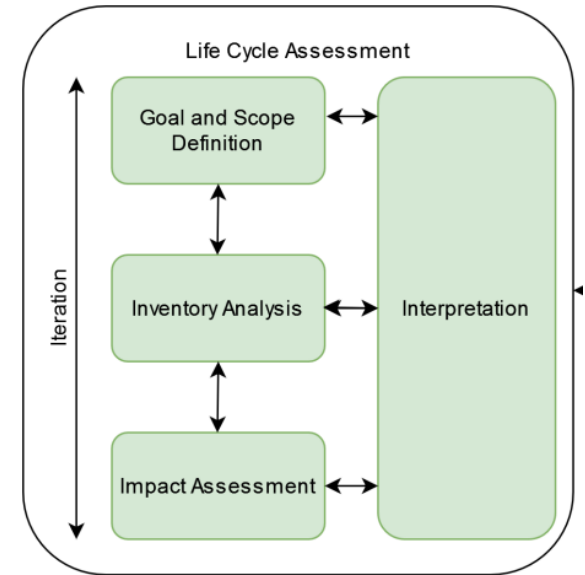 Life Cycle Assessment
Goal and Scope
Definition
Iteration
Inventory Analysis
Interpretation
Impact Assessment